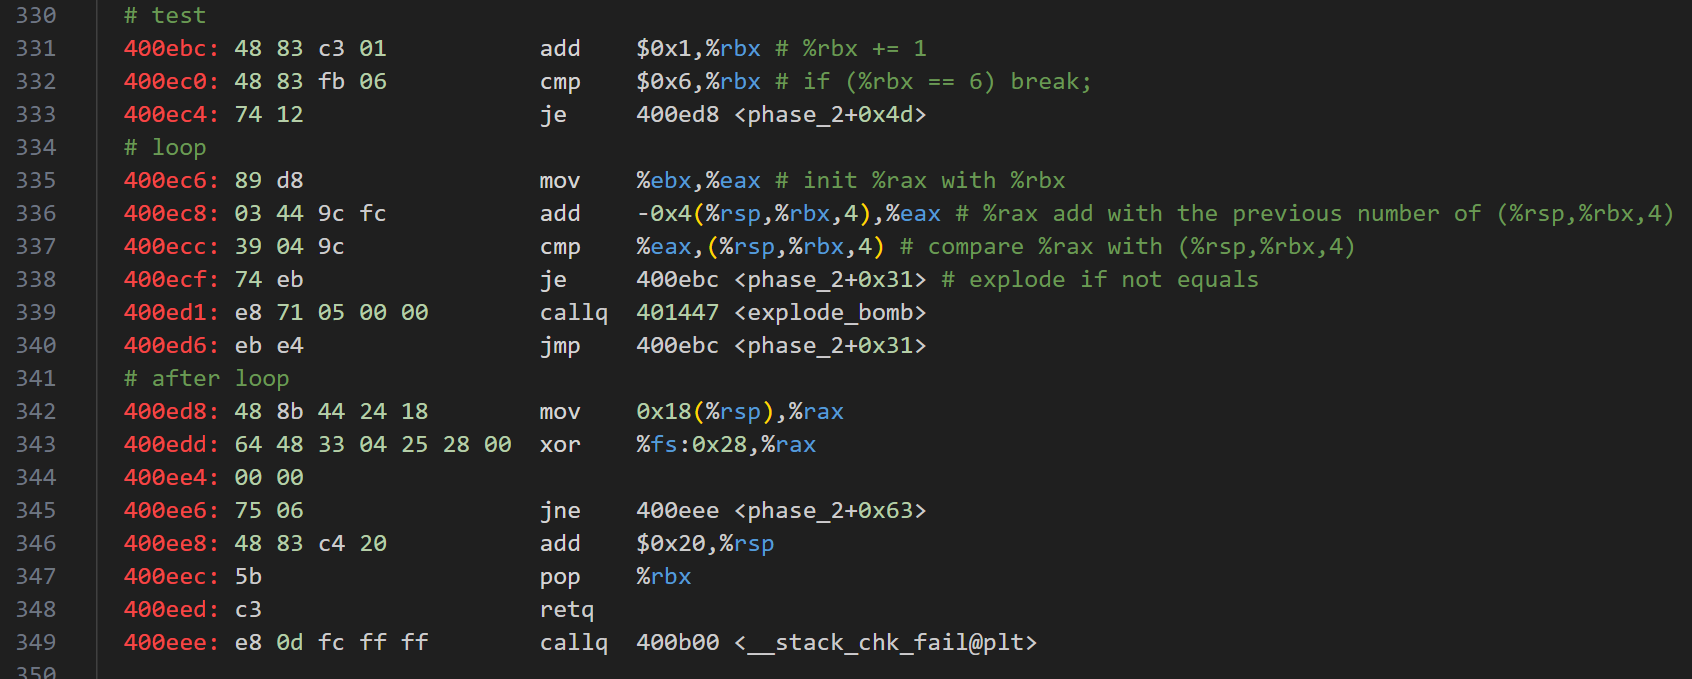 330 # test
331 400ebc: 48 83 c3 01 add $0x1,%rbx # %rbx += 1
332 400ec0: 48 83 fb 06 cmp $0x6,%rbx # if (%rbx == 6) break;
333 400ec4: 74 12 je 400ed8 <phase_2+0x4d>
334 # loop
335 400ec6: 89 d8 mov %ebx,%eax # init %rax with %rbx
336 400ec8: 03 44 9c fc add -0x4(%rsp,%rbx,4),%eax # %rax add with the previous number of (%rsp,%rbx,4)
337 400ecc: 39 04 9c cmp %eax,(%rsp,%rbx,4) # compare %rax with (%rsp,%rbx,4)
338 400ecf: 74 eb je 400ebc <phase_2+0x31> # explode if not equals
339 400ed1: e8 71 05 00 00 callq 401447 <explode_bomb>
340 400ed6: eb e4 jmp 400ebc <phase_2+0x31>
341 # after loop
342 400ed8: 48 8b 44 24 18 mov 0x18(%rsp),%rax
343 400edd: 64 48 33 04 25 28 00 xor %fs:0x28,%rax
344 400ee4: 00 00
345 400ee6: 75 06 jne 400eee <phase_2+0x63>
346 400ee8: 48 83 c4 20 add $0x20,%rsp
347 400eec: 5b pop %rbx
348 400eed: c3 retq
349 400eee: e8 0d fc ff ff callq 400b00 <__stack_chk_fail@plt>
350